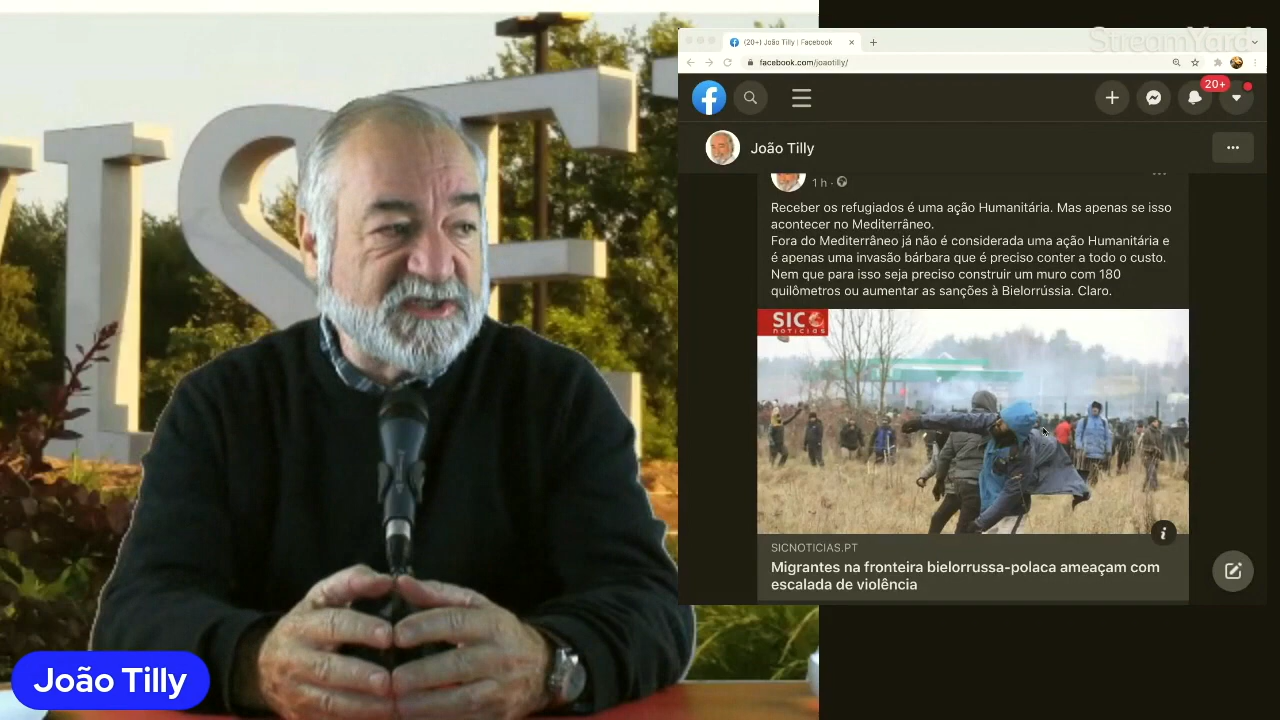 StreamYard
(20+) João Tilly | Facebook
facebook.com/joaotilly/
20+
João Tilly
1 h
Receber os refugiados é uma ação Humanitária. Mas apenas se isso
acontecer no Mediterrâneo.
Fora do Mediterrâneo já não é considerada uma ação Humanitária e
é apenas uma invasão bárbara que é preciso conter a todo o custo.
Nem que para isso seja preciso construir um muro com 180
quilômetros ou aumentar as sanções à Bielorrússia. Claro.
SIC
NOTÍCIAS
SICNOTICIAS.PT
Migrantes na fronteira bielorrussa-polaca ameaçam com
escalada de violência
João Tilly